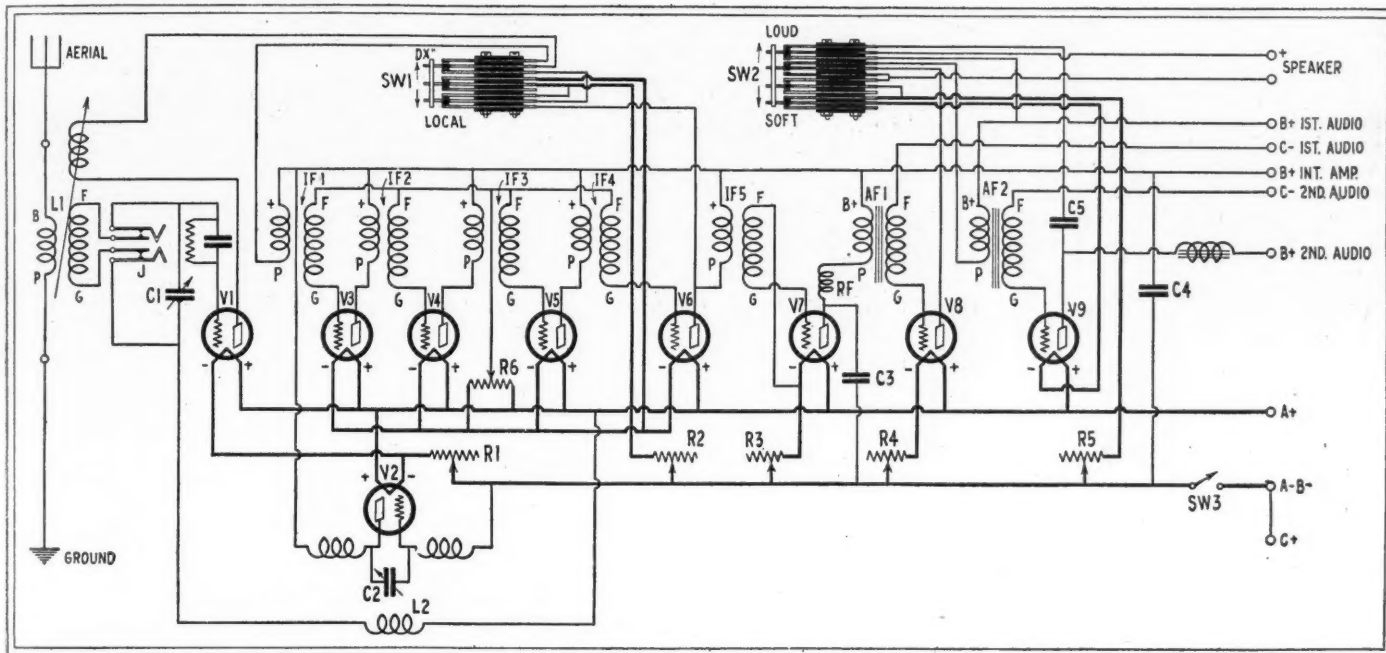 AERIAL
DX"
SW1
LOCAL
LOUD
SW2
SOFT
+
SPEAKER
B+ 1ST. AUDIO
C- 1ST. AUDIO
B+ INT. AMP.
C- 2ND. AUDIO
B+ 2ND. AUDIO
L1
F
B
P
G
J
C1
V1
+
P
IF1
F
G
+
P
IF2
F
G
+
P
IF3
F
G
+
P
IF4
F
G
+
P
IF5
F
G
B+
P
AF1
F
G
RF
B+
P
AF2
F
G
C5
C4
V3
V4
V5
V6
V7
V8
V9
- +
- +
- +
- +
- +
- +
- +
- +
R6
C3
A+
R1
R2
R3
R4
R5
+ V2 -
SW3
A-B-
C+
GROUND
C2
L2